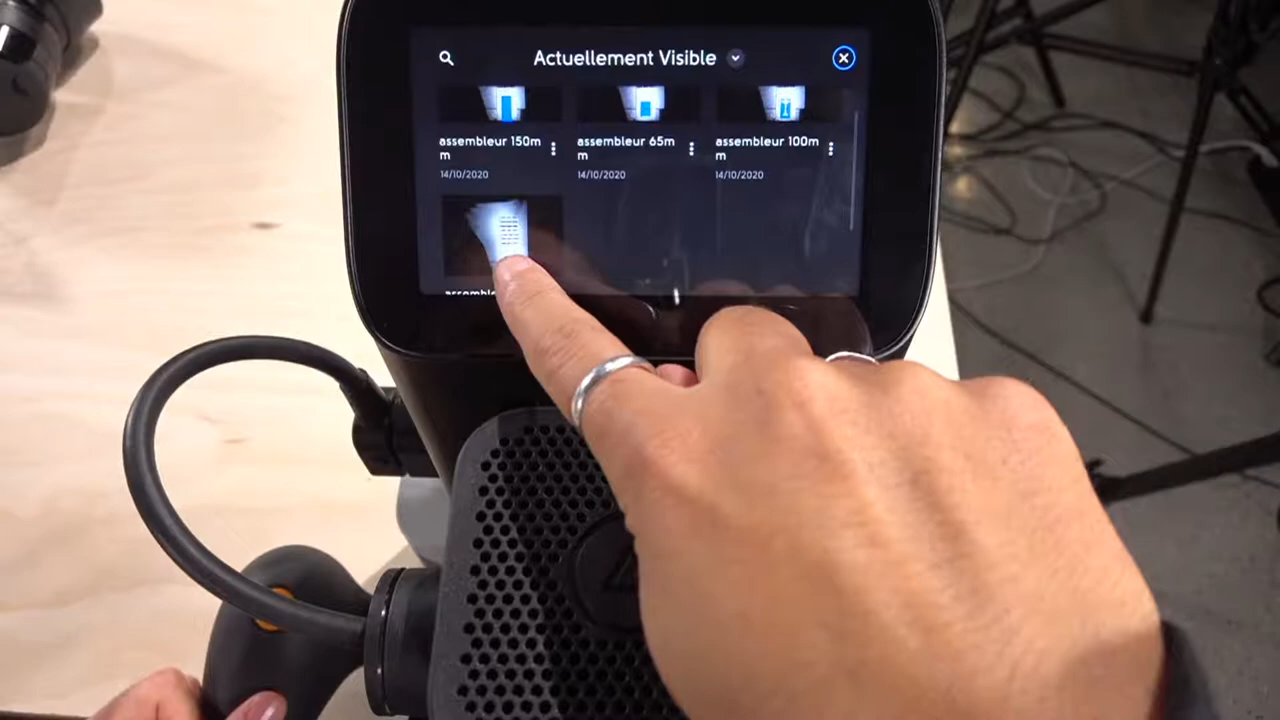 Actuellement Visible
assembleur 150m
m
14/10/2020
assembleur 65m
m
14/10/2020
assembleur 100m
m
14/10/2020